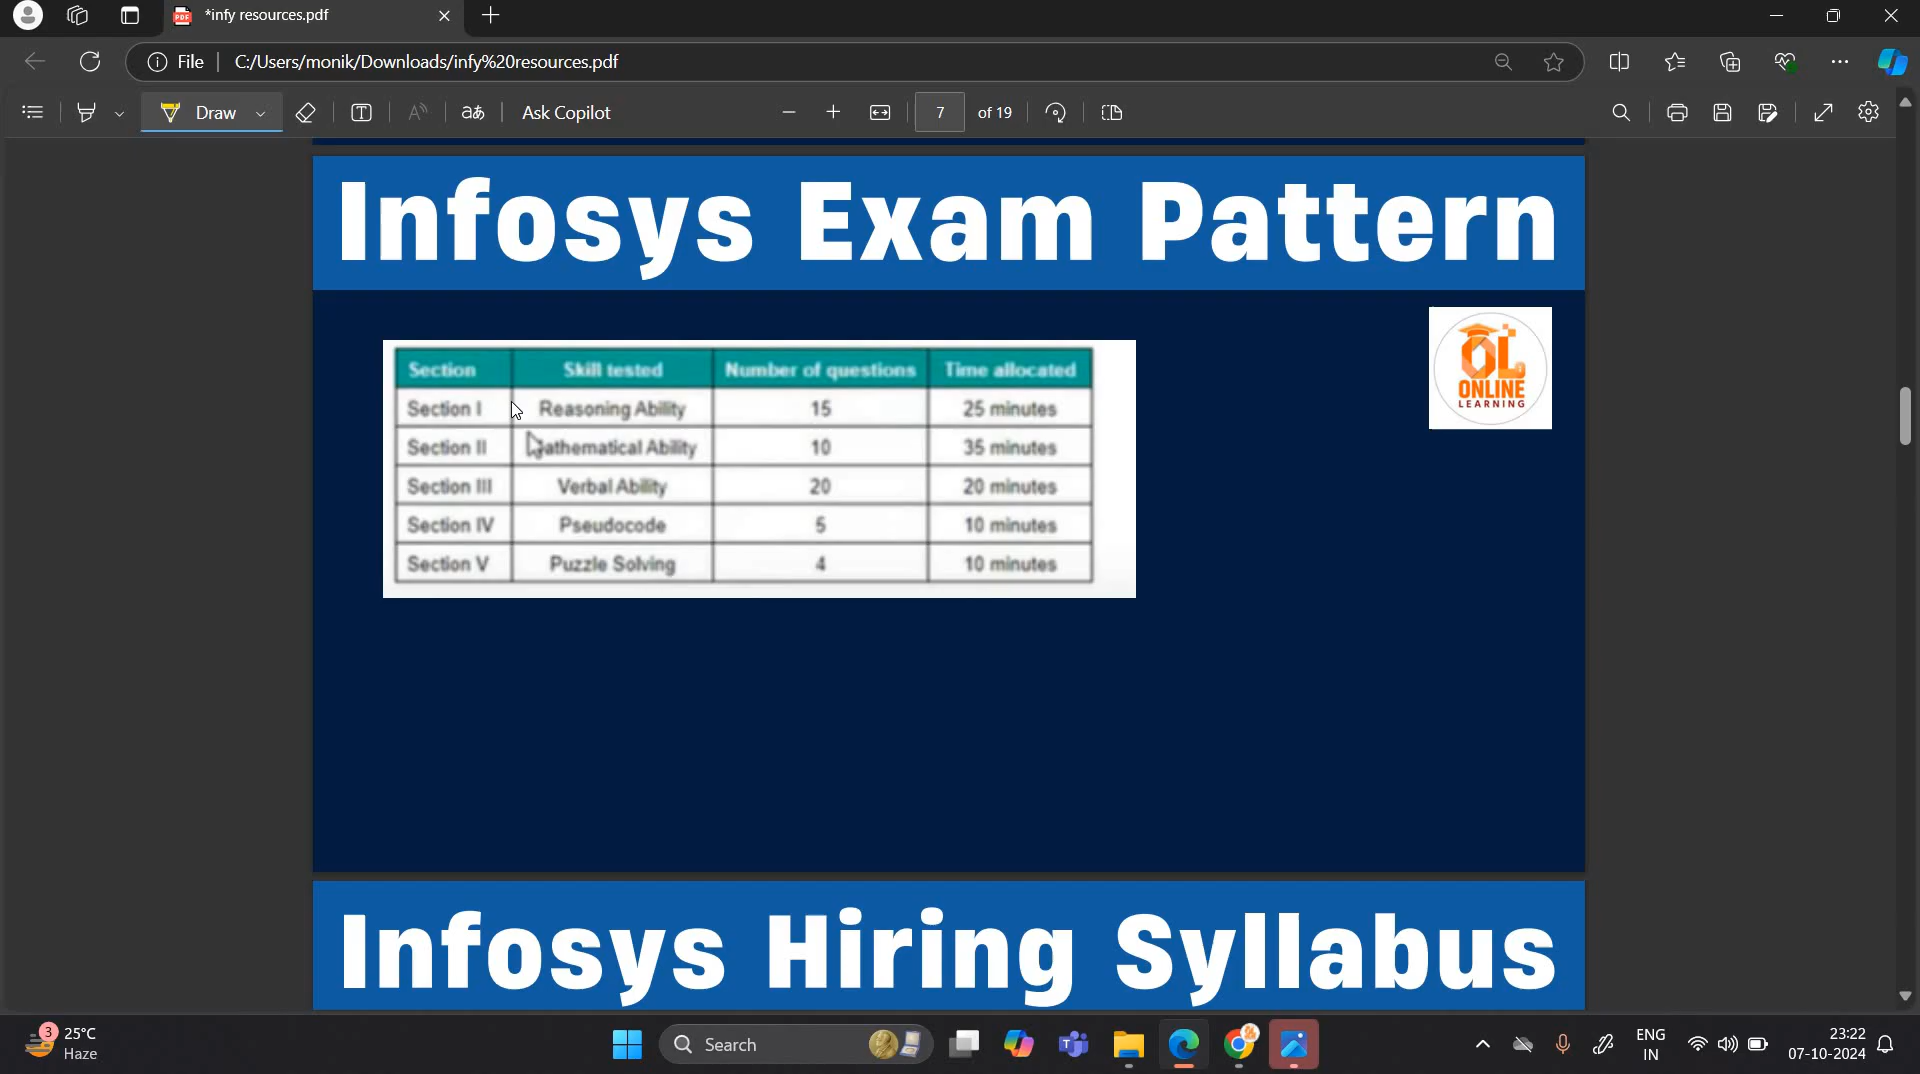 *infy resources.pdf
File C:/Users/monik/Downloads/infy%20resources.pdf
Draw Ask Copilot 7 of 19
Infosys Exam Pattern
Section Skill tested Number of questions Time allocated
Section I Reasoning Ability 15 25 minutes
Section II Mathematical Ability 10 35 minutes
Section III Verbal Ability 20 20 minutes
Section IV Pseudocode 5 10 minutes
Section V Puzzle Solving 4 10 minutes
OL
ONLINE
LEARNING
Infosys Hiring Syllabus
3 25°C
Haze
Search
ENG
IN
23:22
07-10-2024